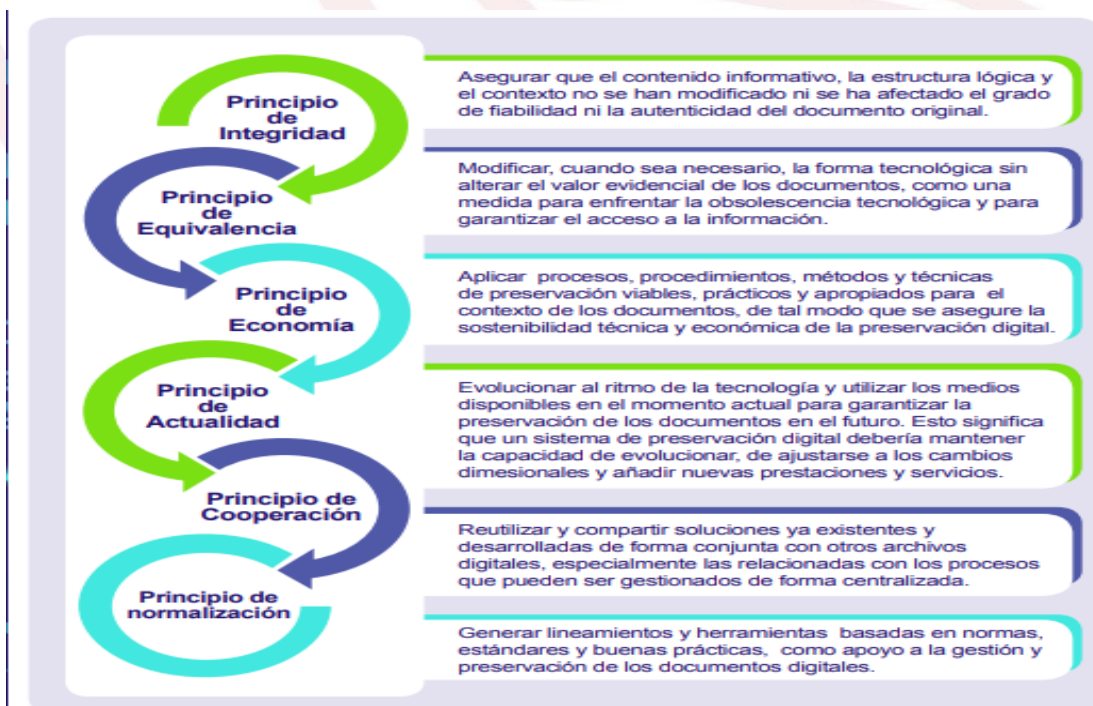 Principio
de
Integridad
Asegurar que el contenido informativo, la estructura lógica y
el contexto no se han modificado ni se ha afectado el grado
de fiabilidad ni la autenticidad del documento original.
Principio
de
Equivalencia
Modificar, cuando sea necesario, la forma tecnológica sin
alterar el valor evidencial de los documentos, como una
medida para enfrentar la obsolescencia tecnológica y para
garantizar el acceso a la información.
Principio
de
Economía
Aplicar procesos, procedimientos, métodos y técnicas
de preservación viables, prácticos y apropiados para el
contexto de los documentos, de tal modo que se asegure la
sostenibilidad técnica y económica de la preservación digital.
Principio
de
Actualidad
Evolucionar al ritmo de la tecnología y utilizar los medios
disponibles en el momento actual para garantizar la
preservación de los documentos en el futuro. Esto significa
que un sistema de preservación digital debería mantener
la capacidad de evolucionar, de ajustarse a los cambios
dimesionales y añadir nuevas prestaciones y servicios.
Principio de
Cooperación
Reutilizar y compartir soluciones ya existentes y
desarrolladas de forma conjunta con otros archivos
digitales, especialmente las relacionadas con los procesos
que pueden ser gestionados de forma centralizada.
Principio de
normalización
Generar lineamientos y herramientas basadas en normas,
estándares y buenas prácticas, como apoyo a la gestión y
preservación de los documentos digitales.